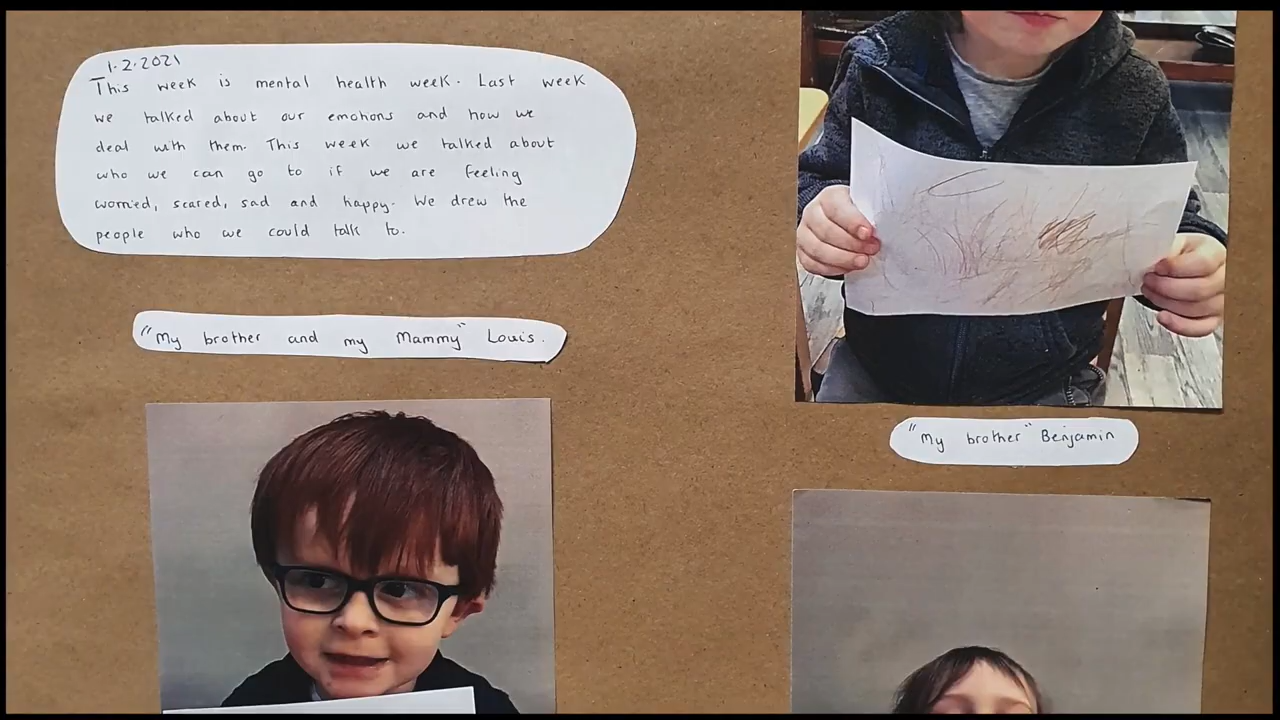 1.2.2021
This week is mental health week. Last week
we talked about our emotions and how we
deal with them. This week we talked about
who we can go to if we are feeling
worried, scared, sad and happy. We drew the
people who we could talk to.
"My brother and my Mammy" Louis.
"My brother" Benjamin